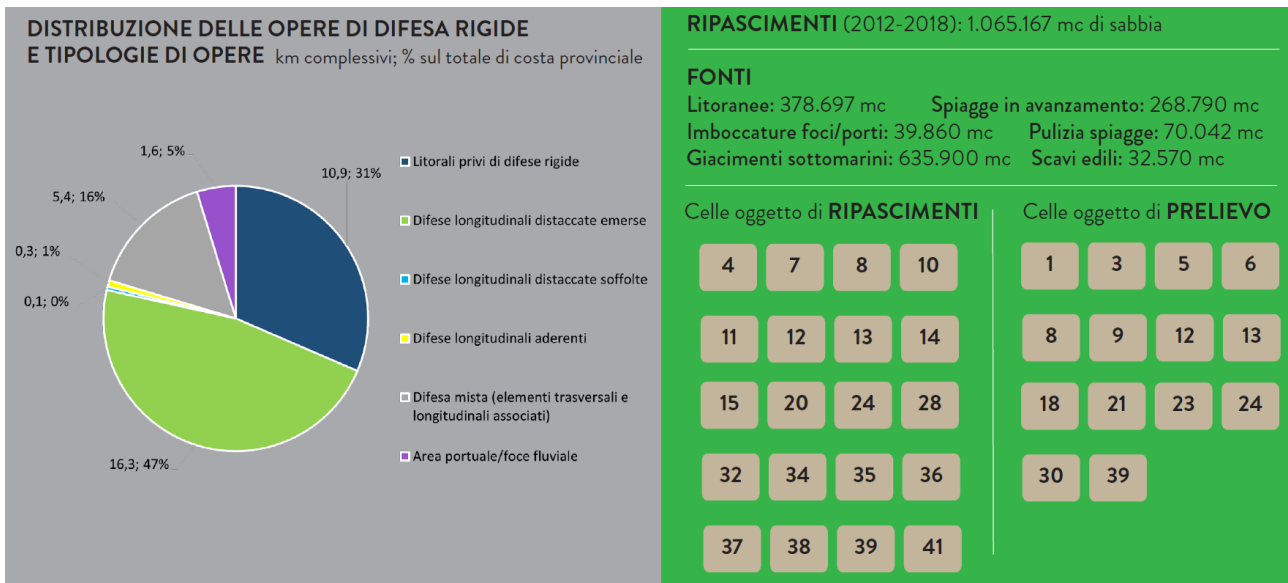 DISTRIBUZIONE DELLE OPERE DI DIFESA RIGIDE
E TIPOLOGIE DI OPERE km complessivi; % sul totale di costa provinciale
1,6; 5%
10,9; 31%
5,4; 16%
0,3; 1%
0,1; 0%
16,3; 47%
Litorali privi di difese rigide
Difese longitudinali distaccate emerse
Difese longitudinali distaccate soffolte
Difese longitudinali aderenti
Difesa mista (elementi trasversali e
longitudinali associati)
Area portuale/foce fluviale
RIPASCIMENTI (2012-2018): 1.065.167 mc di sabbia
FONTI
Litoranee: 378.697 mc Spiagge in avanzamento: 268.790 mc
Imboccature foci/porti: 39.860 mc Pulizia spiagge: 70.042 mc
Giacimenti sottomarini: 635.900 mc Scavi edili: 32.570 mc
Celle oggetto di RIPASCIMENTI
4 7 8 10
11 12 13 14
15 20 24 28
32 34 35 36
37 38 39 41
Celle oggetto di PRELIEVO
1 3 5 6
8 9 12 13
18 21 23 24
30 39